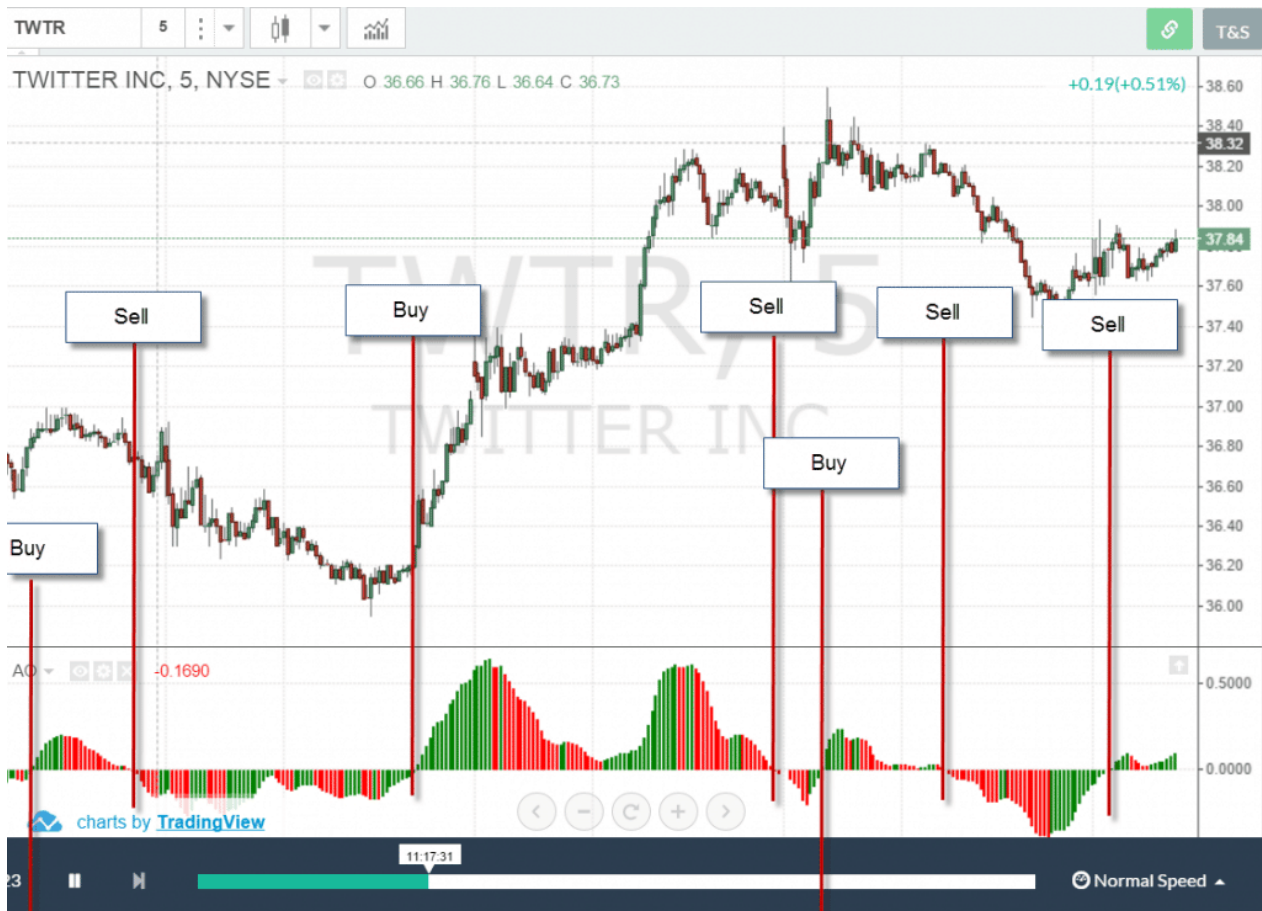 TWTR 5 T&S
TWITTER INC, 5, NYSE O 36.66 H 36.76 L 36.64 C 36.73 +0.19(+0.51%)
38.60
38.40
38.32
38.20
38.00
37.84
37.60
37.40
37.20
37.00
36.80
36.60
36.40
36.20
36.00
TWTR, 5
TWITTER INC
Sell
Buy
Sell
Sell
Sell
Buy
Buy
AO -0.1690
0.5000
0.0000
charts by TradingView
11:17:31
23 Normal Speed